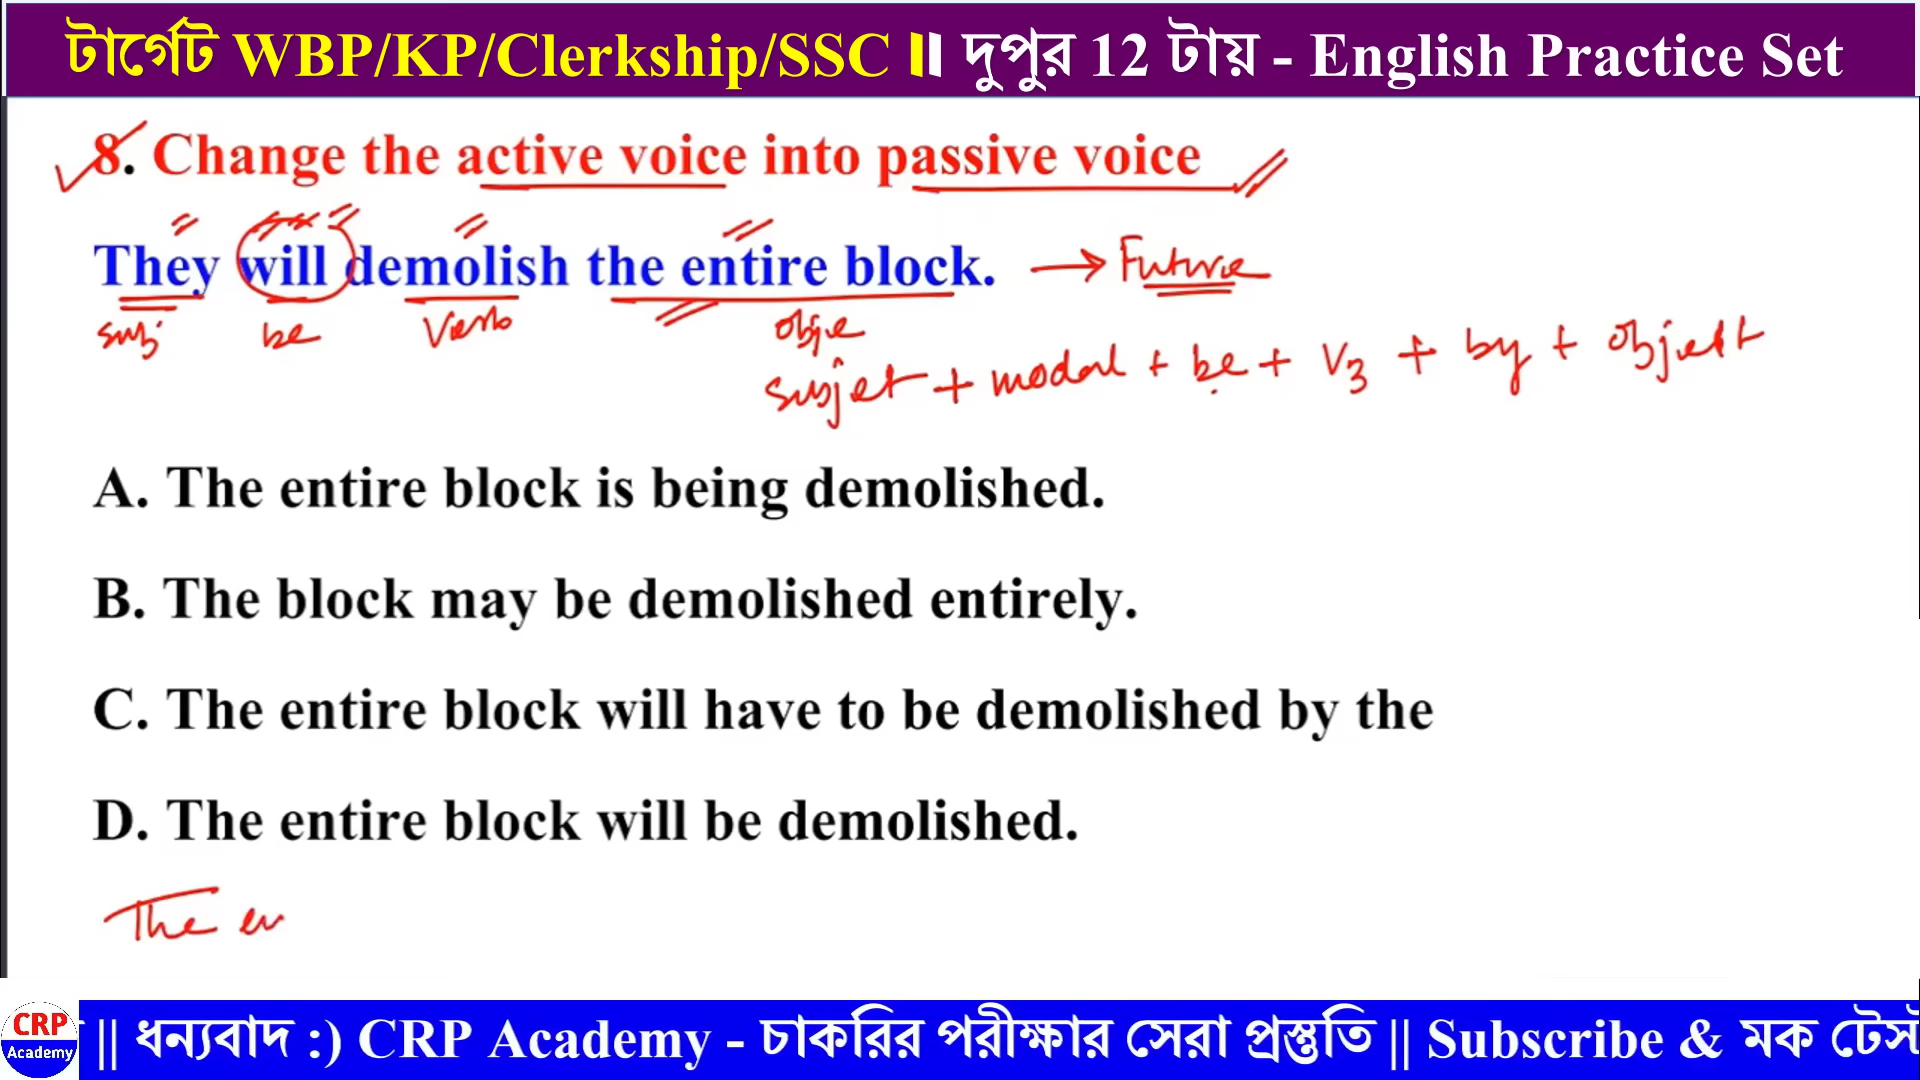 টার্গেট WBP/KP/Clerkship/SSC || দুপুর 12 টায় - English Practice Set
8. Change the active voice into passive voice
They will demolish the entire block. → Future
sub be Verb obje
subjet + modal + be + V3 + by + objett
A. The entire block is being demolished.
B. The block may be demolished entirely.
C. The entire block will have to be demolished by the
D. The entire block will be demolished.
The en
CRP
Academy
|| ধন্যবাদ :) CRP Academy - চাকরির পরীক্ষার সেরা প্রস্তুতি || Subscribe & মক টেস্ট